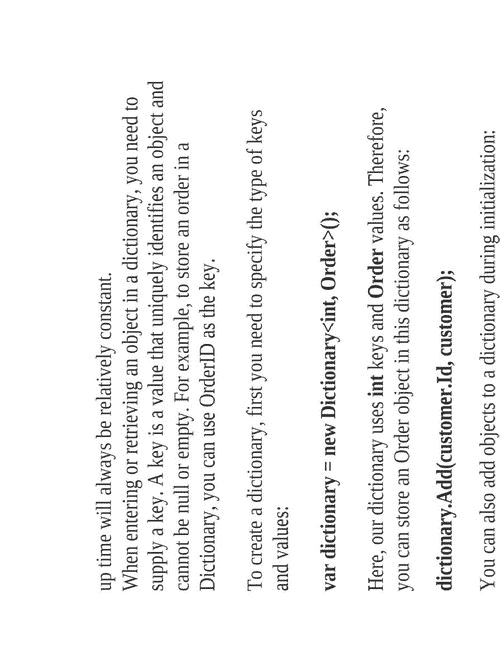 up time will always be relatively constant.
When entering or retrieving an object in a dictionary, you need to
supply a key. A key is a value that uniquely identifies an object and
cannot be null or empty. For example, to store an order in a
Dictionary, you can use OrderID as the key.
To create a dictionary, first you need to specify the type of keys
and values:
var dictionary = new Dictionary<int, Order>();
Here, our dictionary uses int keys and Order values. Therefore,
you can store an Order object in this dictionary as follows:
dictionary.Add(customer.Id, customer);
You can also add objects to a dictionary during initialization: